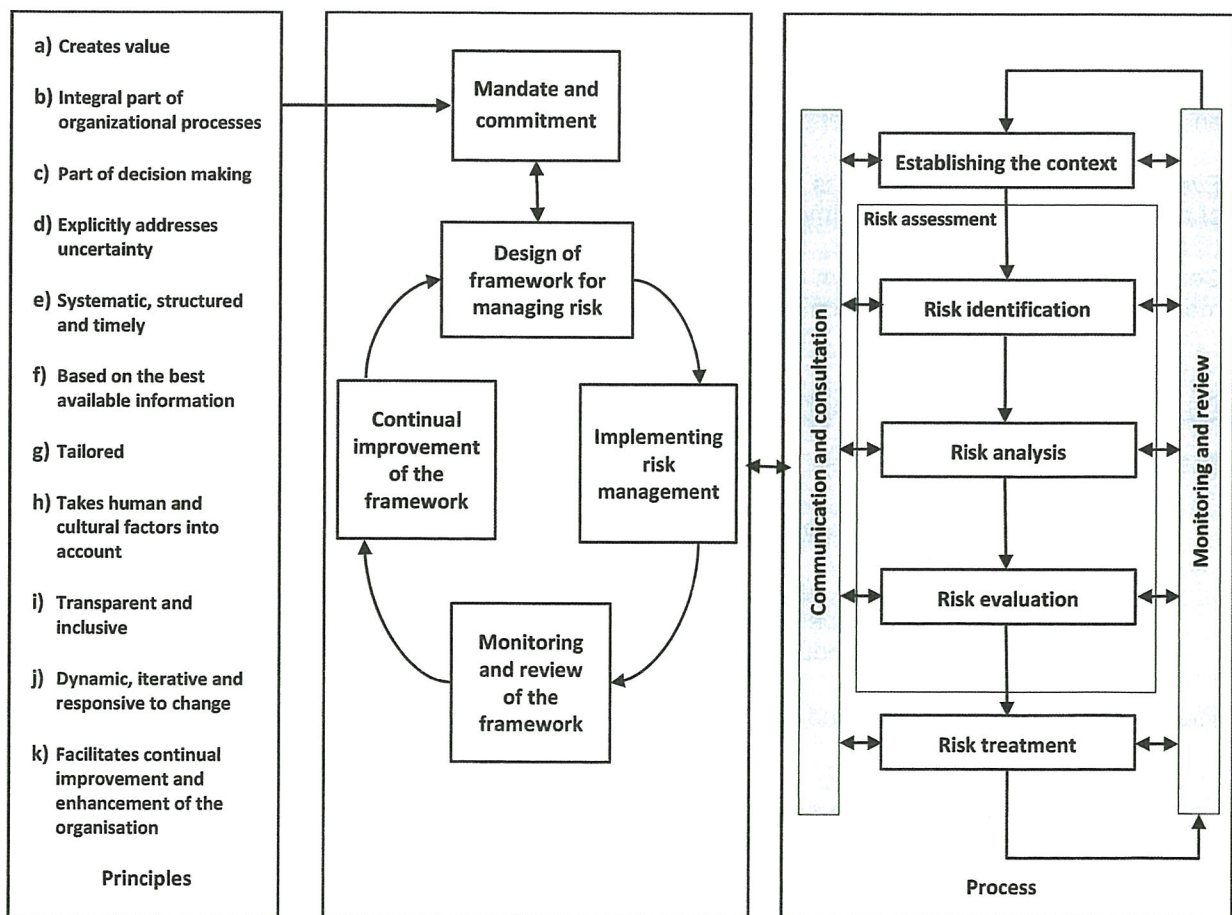 a) Creates value
b) Integral part of
organizational processes
c) Part of decision making
d) Explicitly addresses
uncertainty
e) Systematic, structured
and timely
f) Based on the best
available information
g) Tailored
h) Takes human and
cultural factors into
account
i) Transparent and
inclusive
j) Dynamic, iterative and
responsive to change
k) Facilitates continual
improvement and
enhancement of the
organisation
Principles
Mandate and
commitment
Design of
framework for
managing risk
Continual
improvement
of the
framework
Implementing
risk
management
Monitoring
and review
of the
framework
Communication and consultation
Establishing the context
Risk assessment
Risk identification
Risk analysis
Risk evaluation
Risk treatment
Monitoring and review
Process